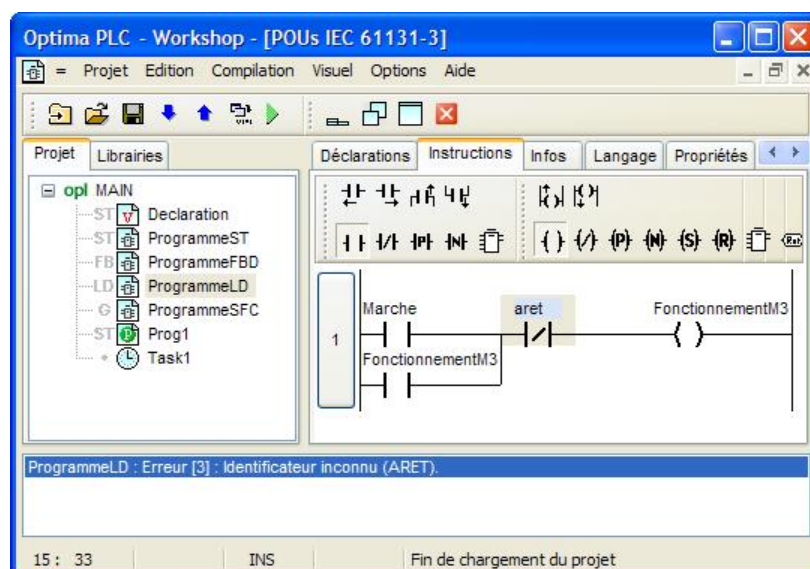 Optima PLC - Workshop - [POUs IEC 61131-3]
= Projet Edition Compilation Visuel Options Aide
Projet Librairies
Déclarations Instructions Infos Langage Propriétés
opl MAIN
ST Declaration
ST ProgrammeST
FB ProgrammeFBD
LD ProgrammeLD
G ProgrammeSFC
ST Prog1
Task1
1
Marche aret FonctionnementM3
FonctionnementM3
ProgrammeLD : Erreur [3] : Identificateur inconnu (ARET).
15 : 33 INS Fin de chargement du projet